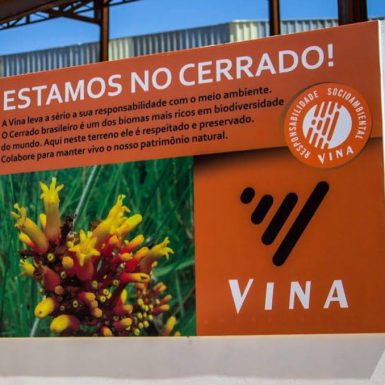 ESTAMOS NO CERRADO!
A Vina leva a sério a sua responsabilidade com o meio ambiente.
O Cerrado brasileiro é um dos biomas mais ricos em biodiversidade
do mundo. Aqui neste terreno ele é respeitado e preservado.
Colabore para manter vivo o nosso patrimônio natural.
RESPONSABILIDADE SOCIOAMBIENTAL
VINA
VINA